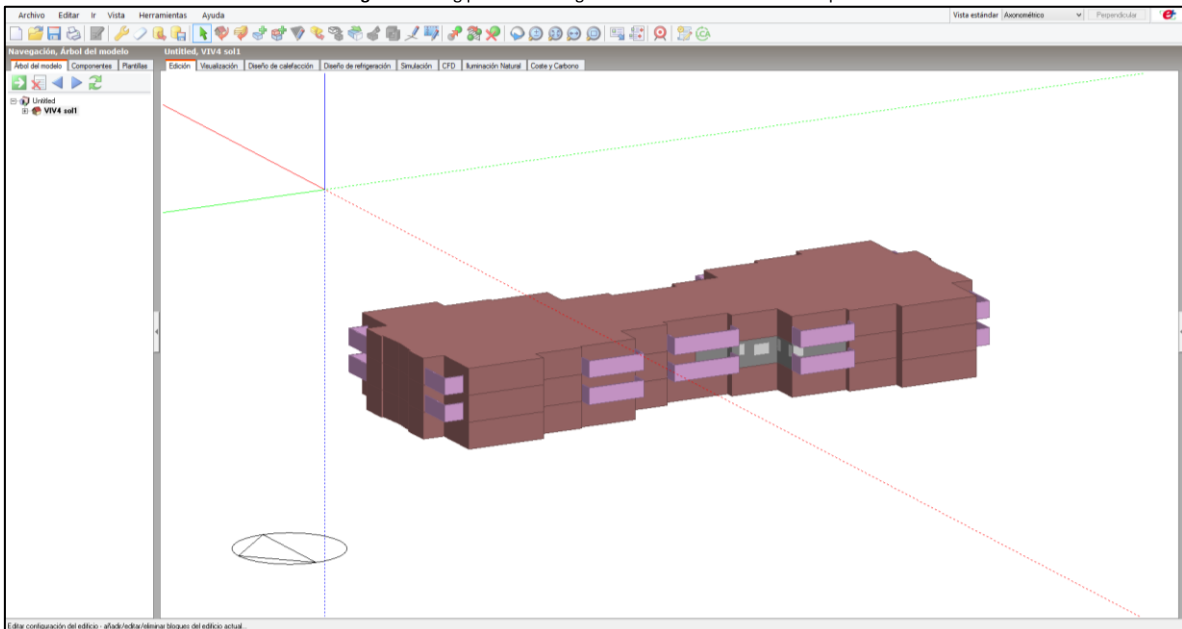 Archivo Editar Ir Vista Herramientas Ayuda
Vista estándar Axonométrico Perpendicular
Navegación, Árbol del modelo
Untitled, VIV4 sol1
Árbol del modelo Componentes Plantillas
Edición Visualización Diseño de calefacción Diseño de refrigeración Simulación CFD Iluminación Natural Coste y Carbono
Untitled
VIV4 sol1
Editar configuración del edificio - añadir/editar/eliminar bloques del edificio actual...